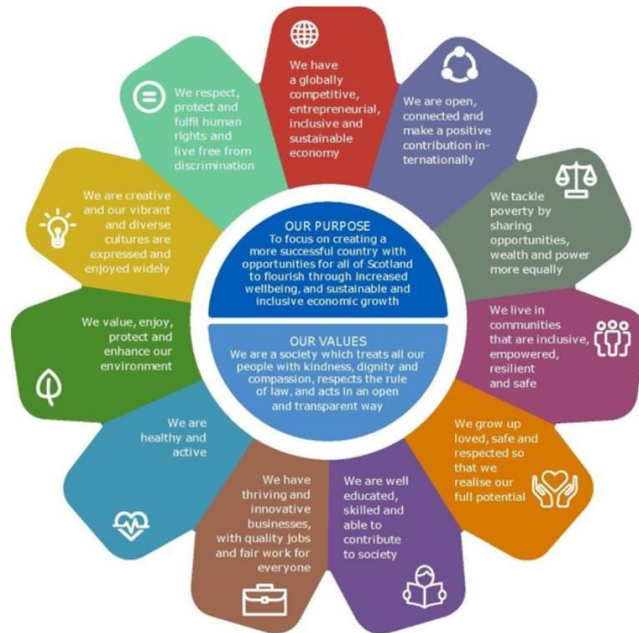 We have
a globally
competitive,
entrepreneurial,
inclusive and
sustainable
economy
We are open,
connected and
make a positive
contribution in-
ternationally
We tackle
poverty by
sharing
opportunities,
wealth and power
more equally
We live in
communities
that are inclusive,
empowered,
resilient
and safe
We grow up
loved, safe and
respected so
that we
realise our
full potential
We are well
educated,
skilled and
able to
contribute
to society
We have
thriving and
innovative
businesses,
with quality jobs
and fair work for
everyone
We are
healthy and
active
We value, enjoy,
protect and
enhance our
environment
We are creative
and our vibrant
and diverse
cultures are
expressed and
enjoyed widely
We respect,
protect and
fulfil human
rights and
live free from
discrimination
OUR PURPOSE
To focus on creating a
more successful country with
opportunities for all of Scotland
to flourish through increased
wellbeing, and sustainable and
inclusive economic growth
OUR VALUES
We are a society which treats all our
people with kindness, dignity and
compassion, respects the rule
of law, and acts in an open
and transparent way